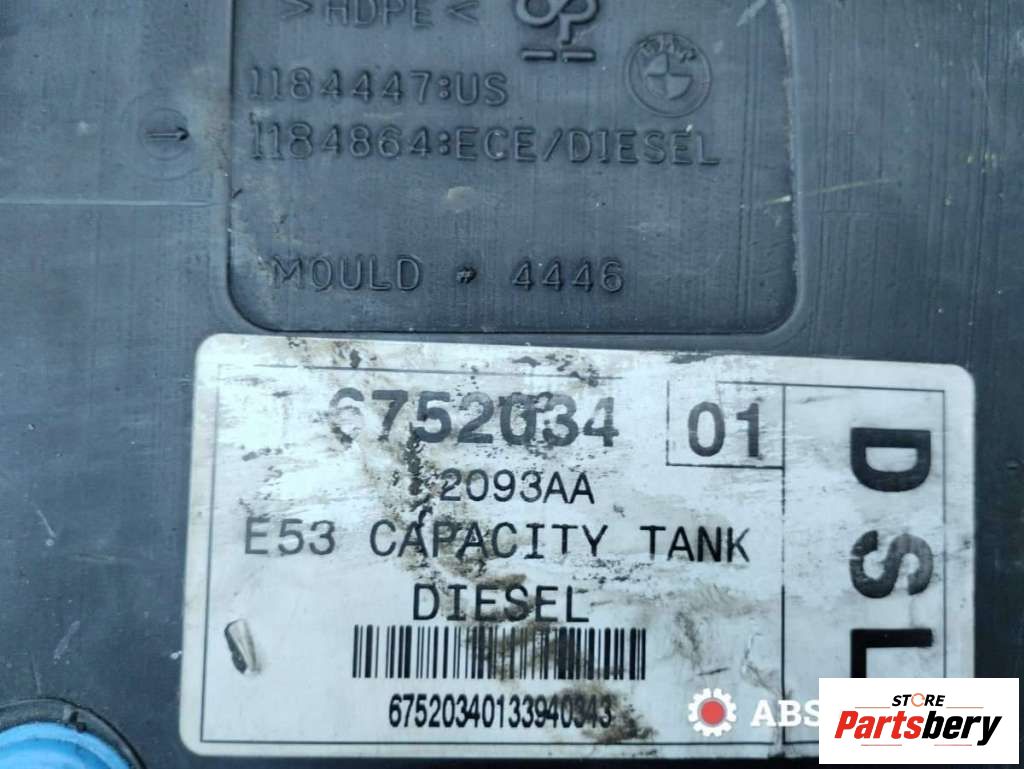 >HDPE<
1184447:US
1184864:ECE/DIESEL
MOULD # 4446
6752034 01
2093AA
E53 CAPACITY TANK
DIESEL
67520340133940343
DSL
ABS
STORE
Partsbery